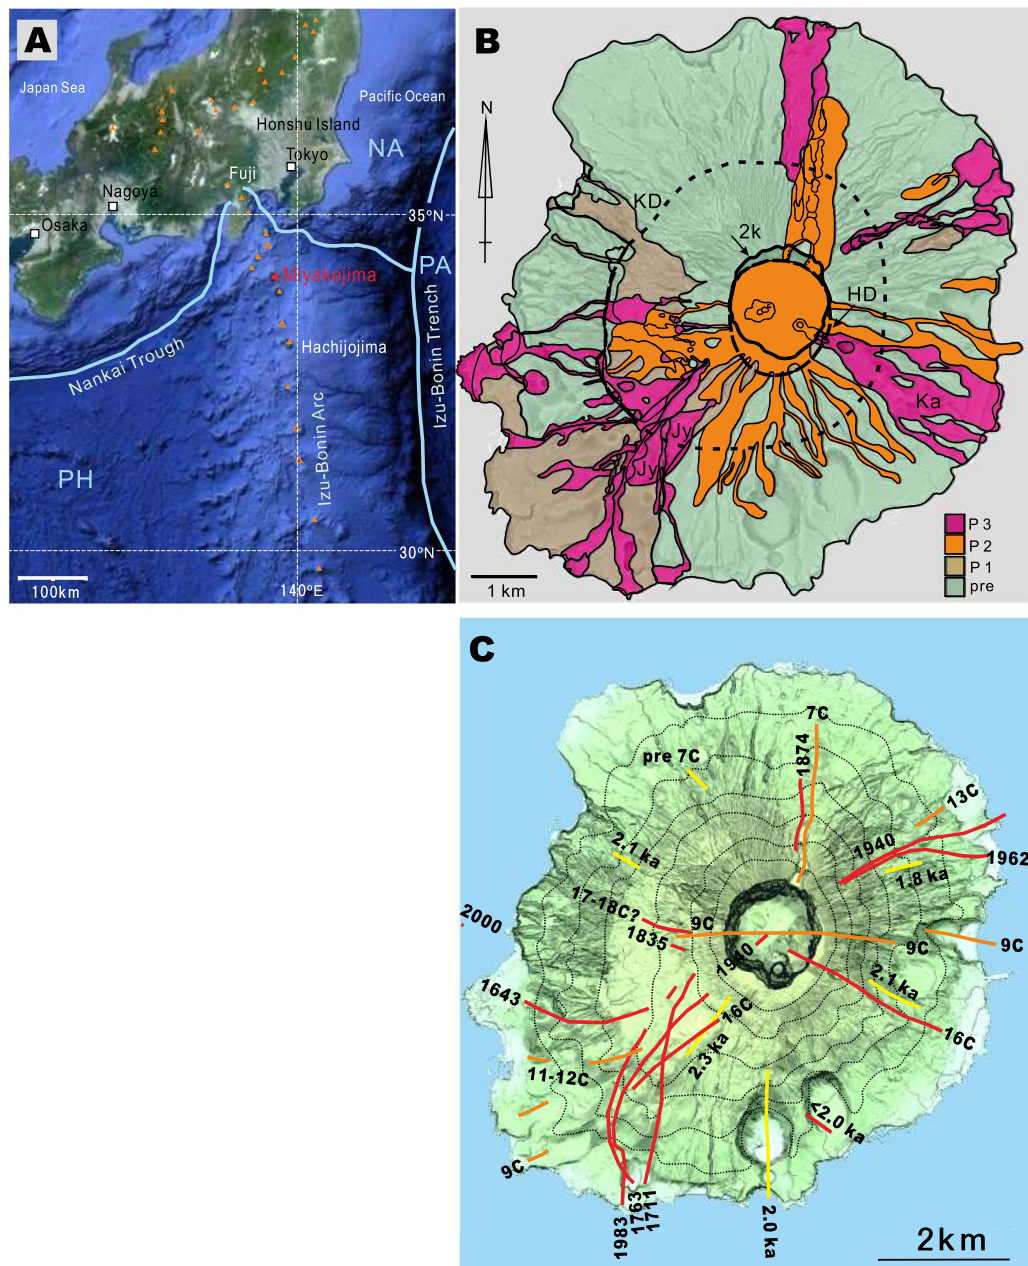 A
Japan Sea
Pacific Ocean
Honshu Island
NA
Tokyo
Fuji
Nagoya
Osaka
35ºN
PA
Miyakejima
Hachijojima
Nankai Trough
Izu-Bonin Trench
Izu-Bonin Arc
PH
30ºN
100km
140ºE
B
N
KD
2k
HD
Ka
Jy
Jy
P 3
P 2
P 1
pre
1 km
C
7C
1874
pre 7C
13C
2.1 ka
1940
1962
1.8 ka
17-18C?
9C
2000
1835
9C
9C
1940
2.1 ka
1643
16C
16C
2.3 ka
11-12C
<2.0 ka
9C
1983
1763
1711
2.0 ka
2km